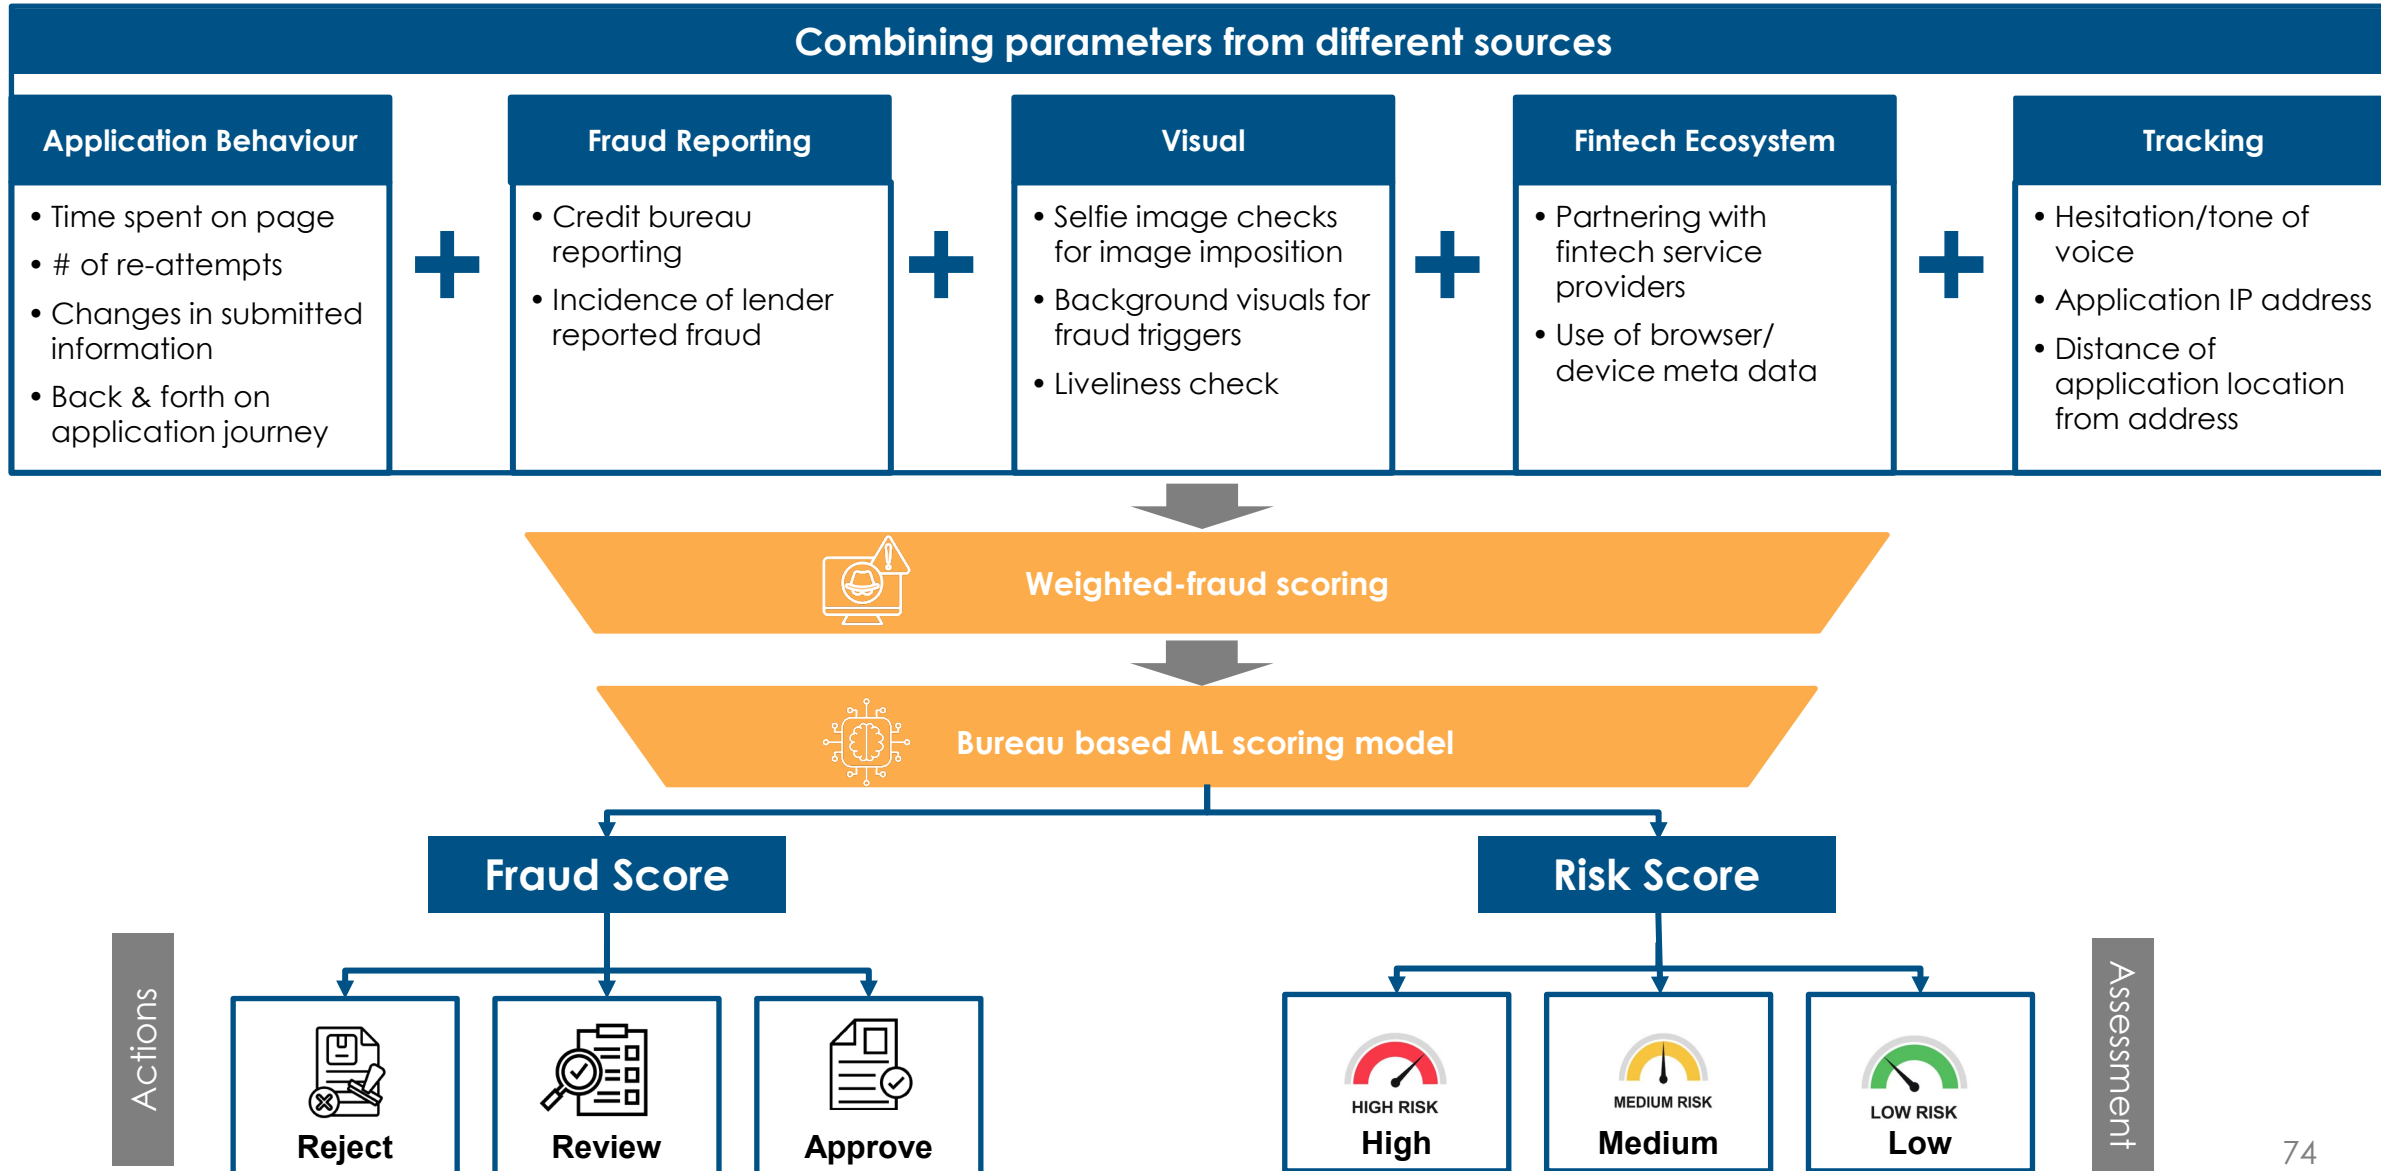 Combining parameters from different sources
Application Behaviour
• Time spent on page
• # of re-attempts
• Changes in submitted
information
• Back & forth on
application journey
Fraud Reporting
• Credit bureau
reporting
• Incidence of lender
reported fraud
Visual
• Selfie image checks
for image imposition
• Background visuals for
fraud triggers
• Liveliness check
Fintech Ecosystem
• Partnering with
fintech service
providers
• Use of browser/
device meta data
Tracking
• Hesitation/tone of
voice
• Application IP address
• Distance of
application location
from address
Weighted-fraud scoring
Bureau based ML scoring model
Fraud Score
Risk Score
Actions
Reject
Review
Approve
HIGH RISK
High
MEDIUM RISK
Medium
LOW RISK
Low
Assessment
74